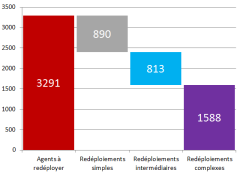 3500
3000
2500
2000
1500
1000
500
0
3291
890
813
1588
Agents à
redéployer
Redéploiements
simples
Redéploiements
intermédiaires
Redéploiements
complexes